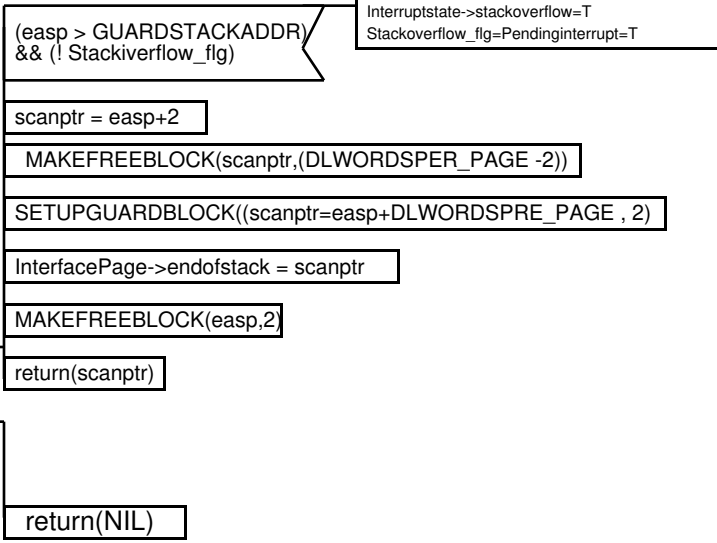 Interruptstate->stackoverflow=T
Stackoverflow_flg=Pendinginterrupt=T
(easp > GUARDSTACKADDR)
&& (! Stackiverflow_flg)
scanptr = easp+2
MAKEFREEBLOCK(scanptr,(DLWORDSPER_PAGE -2))
SETUPGUARDBLOCK((scanptr=easp+DLWORDSPRE_PAGE , 2)
InterfacePage->endofstack = scanptr
MAKEFREEBLOCK(easp,2)
return(scanptr)
return(NIL)